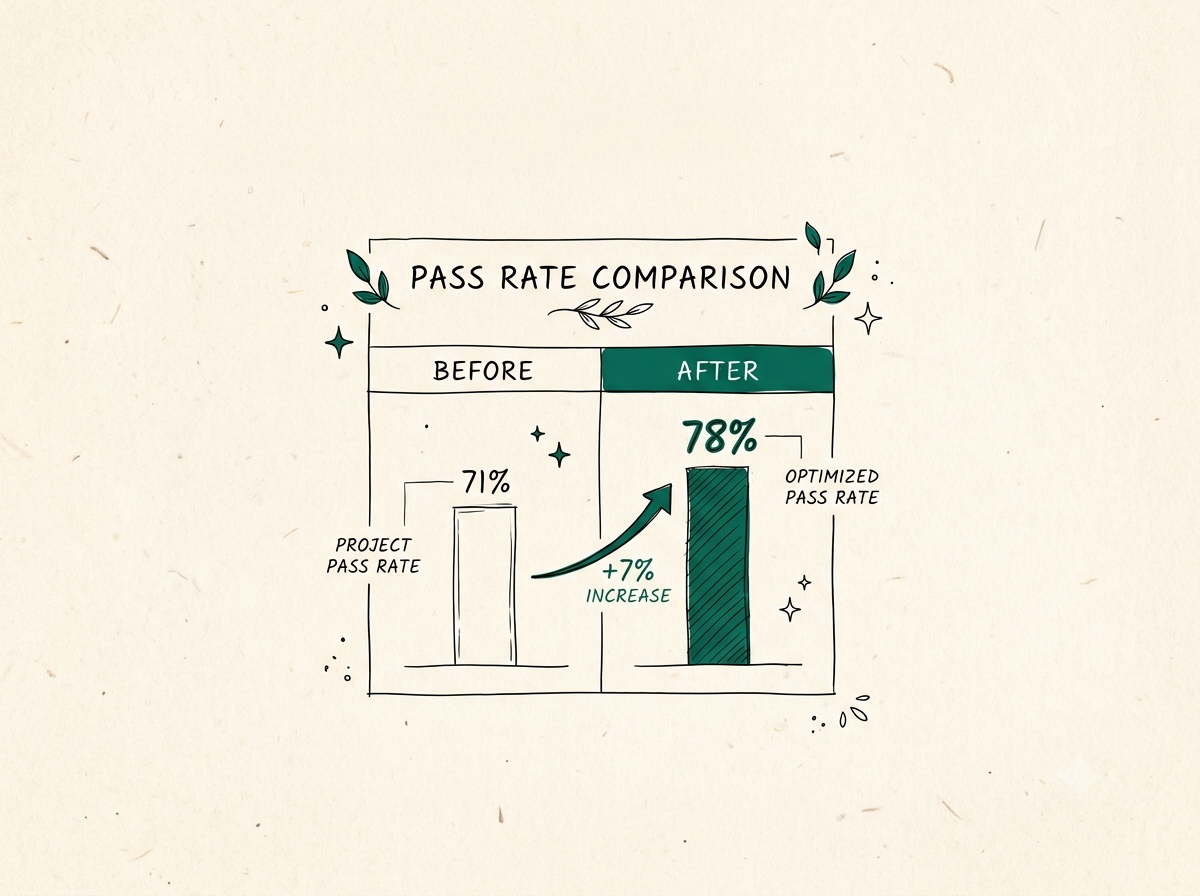 PASS RATE COMPARISON
BEFORE
AFTER
71%
PROJECT
PASS RATE
+7%
INCREASE
78%
OPTIMIZED
PASS RATE